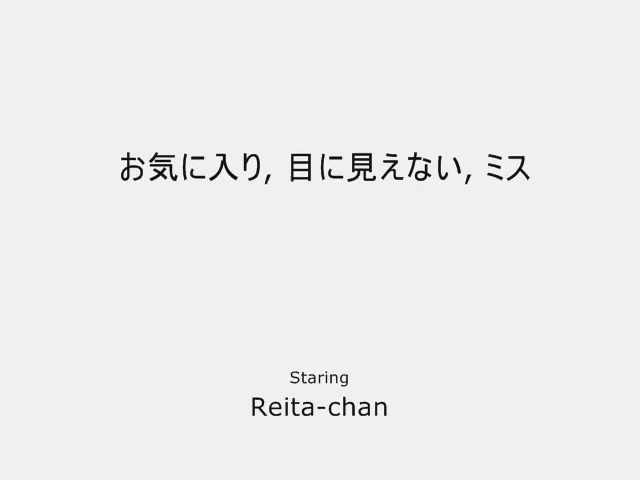 お気に入り, 目に見えない, ミス
Staring
Reita-chan